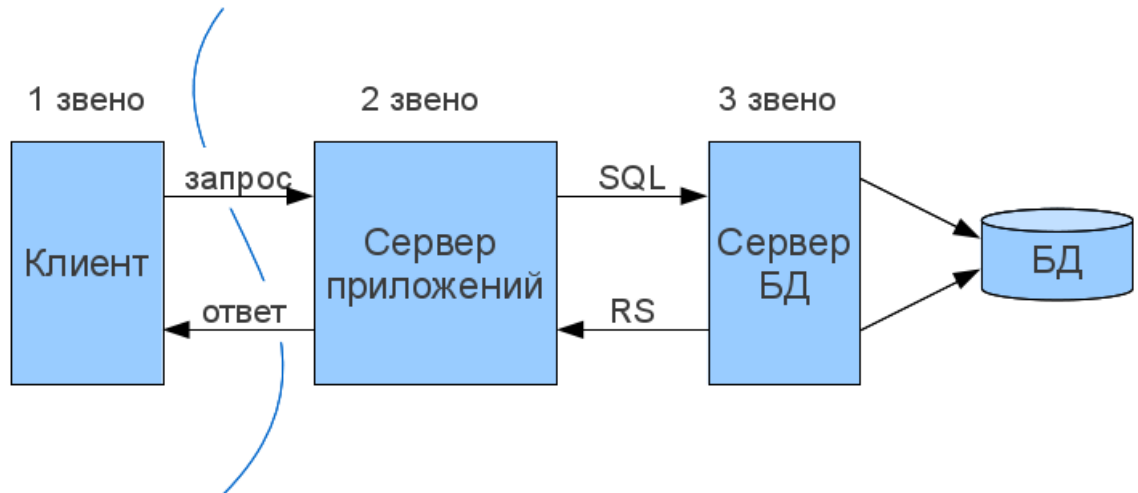 1 звено
2 звено
3 звено
запрос
SQL
Клиент
Сервер
приложений
Сервер
БД
БД
ответ
RS